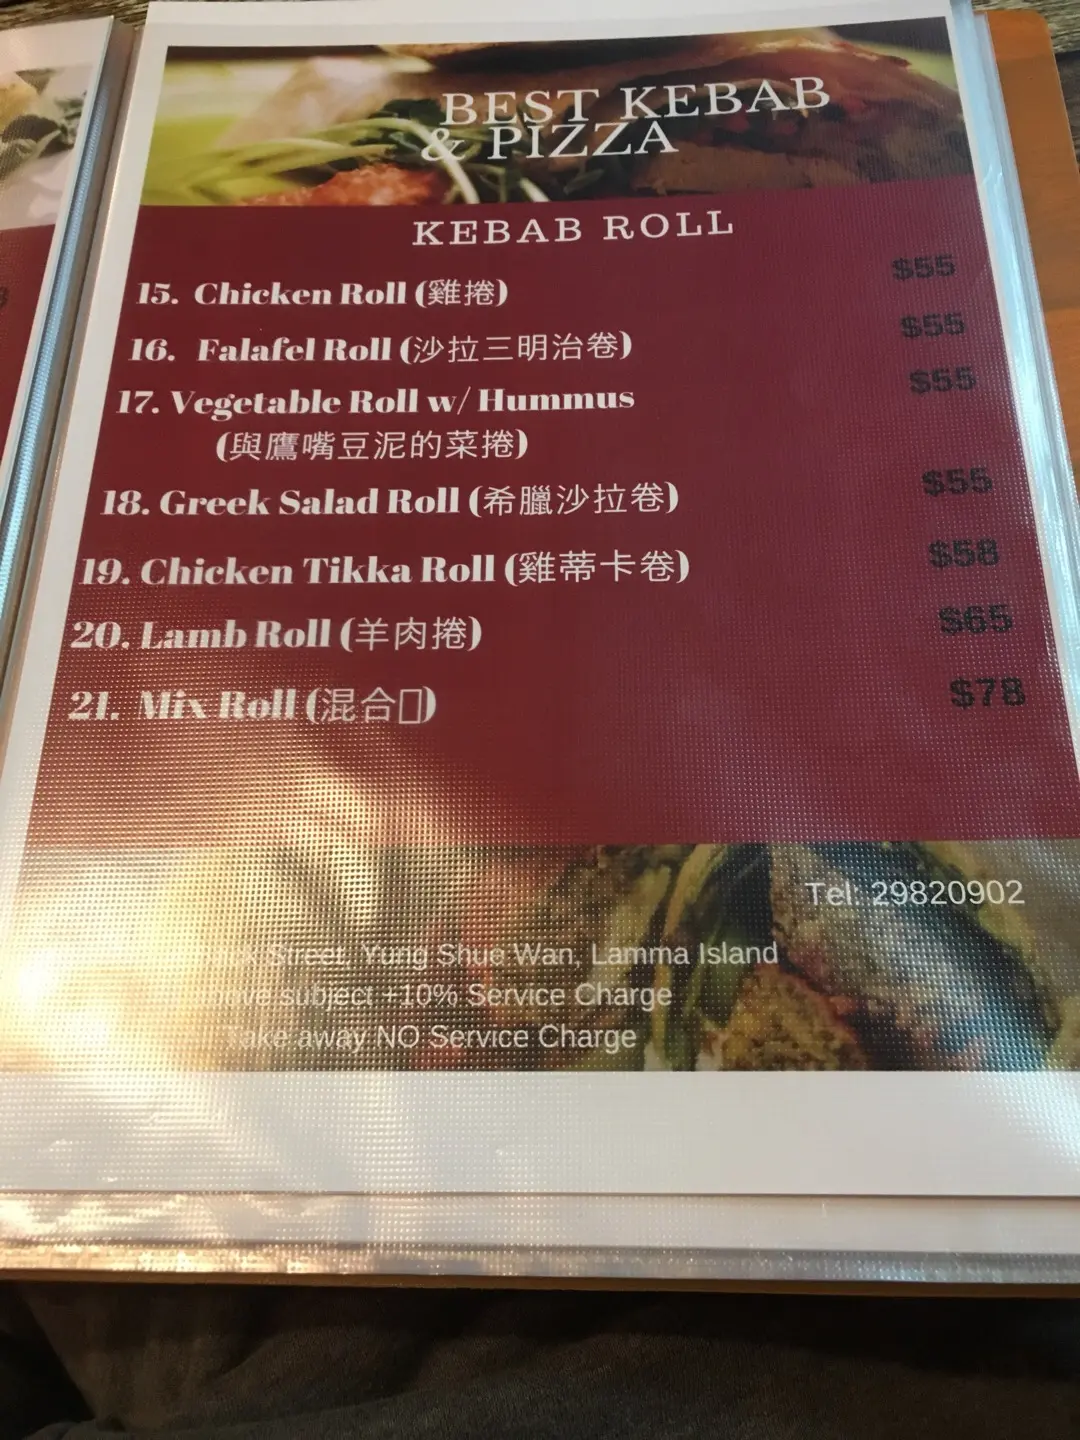 BEST KEBAB
& PIZZA
KEBAB ROLL
15. Chicken Roll (雞捲) $55
16. Falafel Roll (沙拉三明治卷) $55
17. Vegetable Roll w/ Hummus $55
(與鷹嘴豆泥的菜捲)
18. Greek Salad Roll (希臘沙拉卷) $55
19. Chicken Tikka Roll (雞蒂卡卷) $58
20. Lamb Roll (羊肉捲) $65
21. Mix Roll (混合▯) $78
Tel: 29820902
Street, Yung Shue Wan, Lamma Island
subject +10% Service Charge
Take away NO Service Charge